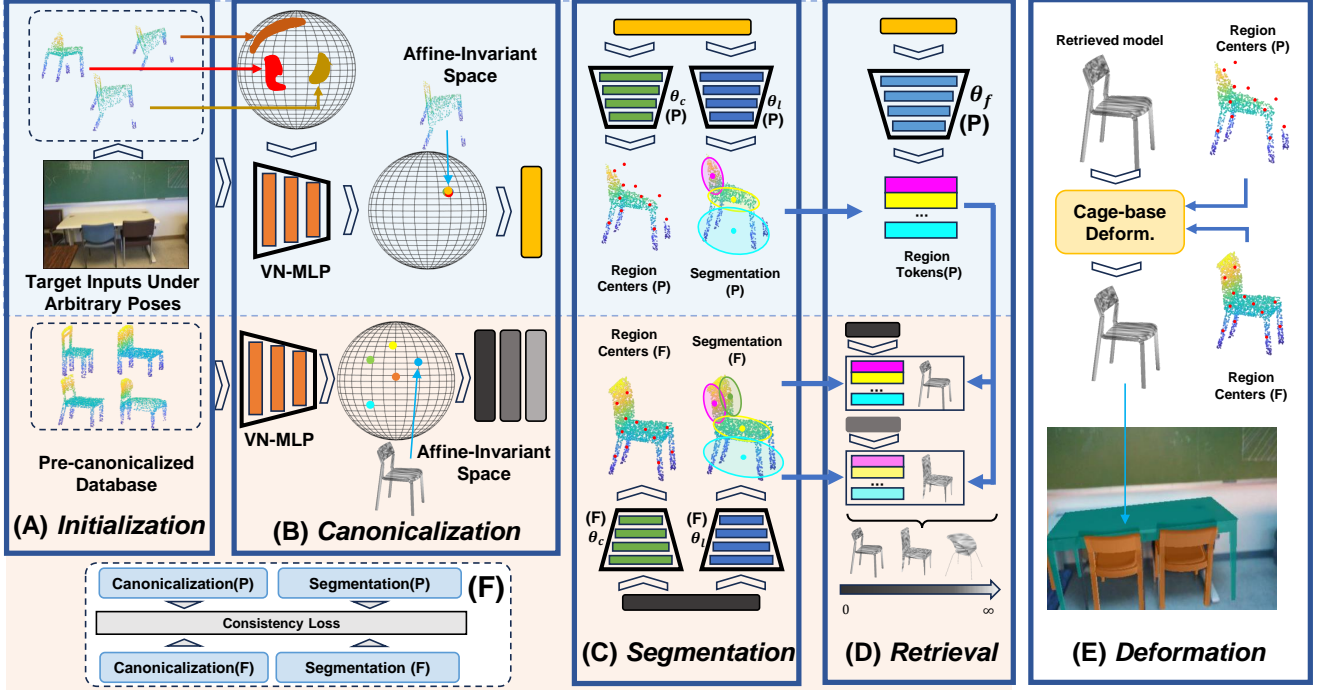 Target Inputs Under
Arbitrary Poses
Pre-canonicalized
Database
(A) Initialization
Affine-Invariant
Space
VN-MLP
VN-MLP
Affine-Invariant
Space
(B) Canonicalization
θc
(P)
θl
(P)
Region
Centers (P)
Segmentation
(P)
Region
Centers (F)
Segmentation
(F)
(F)
θc
(F)
θl
(C) Segmentation
θf
(P)
...
Region
Tokens(P)
...
...
0
∞
(D) Retrieval
Retrieved model
Region
Centers (P)
Cage-base
Deform.
Region
Centers (F)
(E) Deformation
Canonicalization(P)
Segmentation(P)
(F)
Consistency Loss
Canonicalization(F)
Segmentation (F)